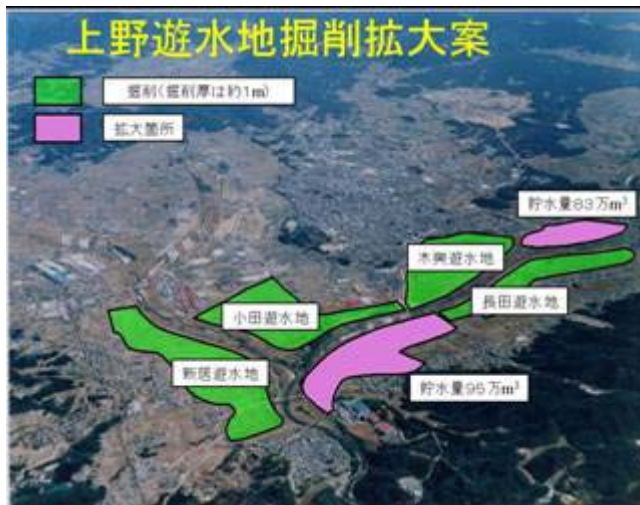 上野遊水地掘削拡大案
掘削(掘削厚は約1m)
拡大箇所
貯水量83万m³
木興遊水地
長田遊水地
小田遊水地
新居遊水地
貯水量95万m³